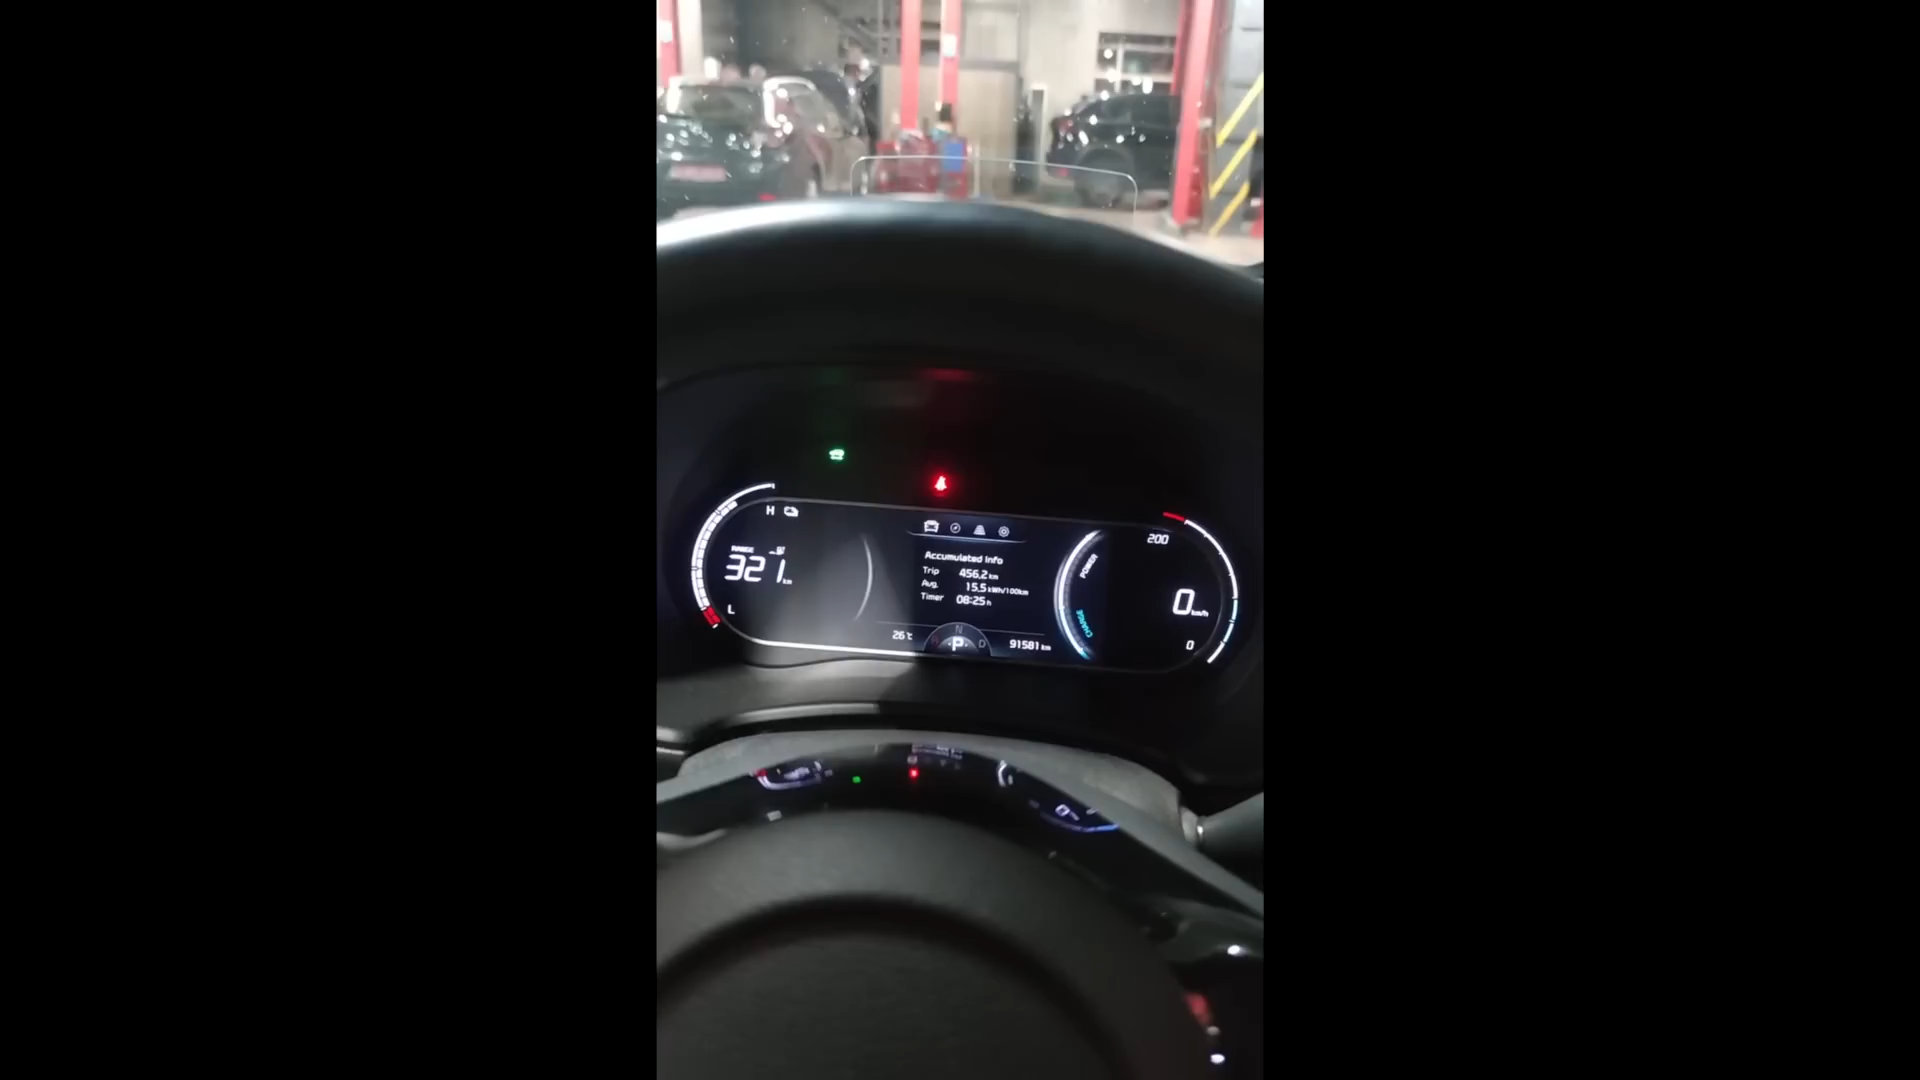 H
RANGE
321 km
L
Accumulated Info
Trip 456.2 km
Avg. 15.5 kWh/100km
Timer 08:25 h
26℃
N
R P D
91581 km
POWER
CHARGE
200
0 km/h
0